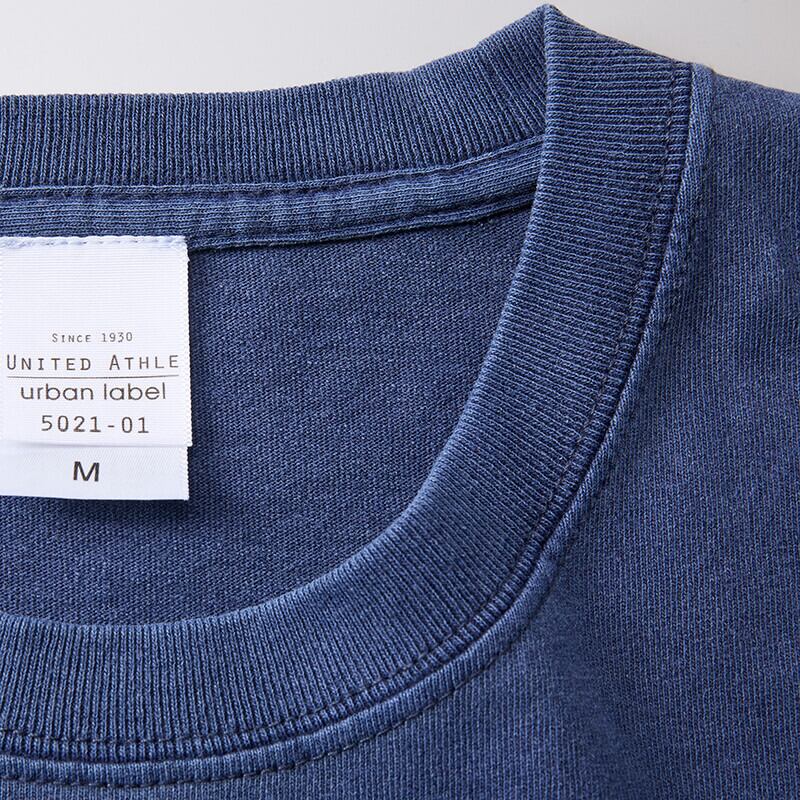 SINCE 1930
UNITED ATHLE
urban label
5021-01
M